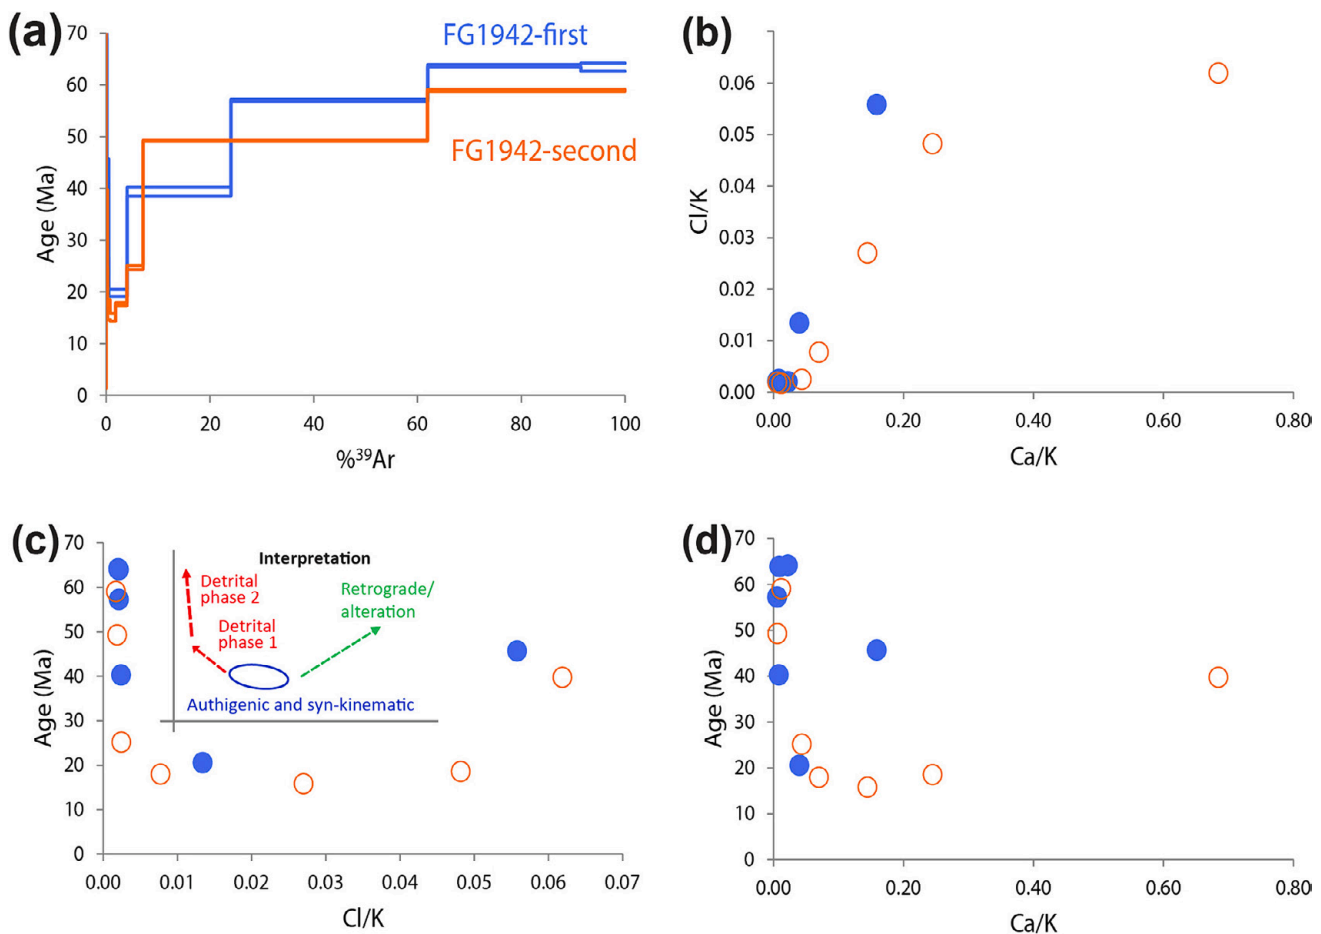 (a)
FG1942-first
FG1942-second
70
60
50
40
30
20
10
0
Age (Ma)
0 20 40 60 80 100
%³⁹Ar
(b)
0.06
0.05
0.04
0.03
0.02
0.01
0.00
Cl/K
0.00 0.20 0.40 0.60 0.80
Ca/K
(c)
70
60
50
40
30
20
10
0
Age (Ma)
Interpretation
Detrital
phase 2
Detrital
phase 1
Retrograde/
alteration
Authigenic and syn-kinematic
0.00 0.01 0.02 0.03 0.04 0.05 0.06 0.07
Cl/K
(d)
70
60
50
40
30
20
10
0
Age (Ma)
0.00 0.20 0.40 0.60 0.80
Ca/K